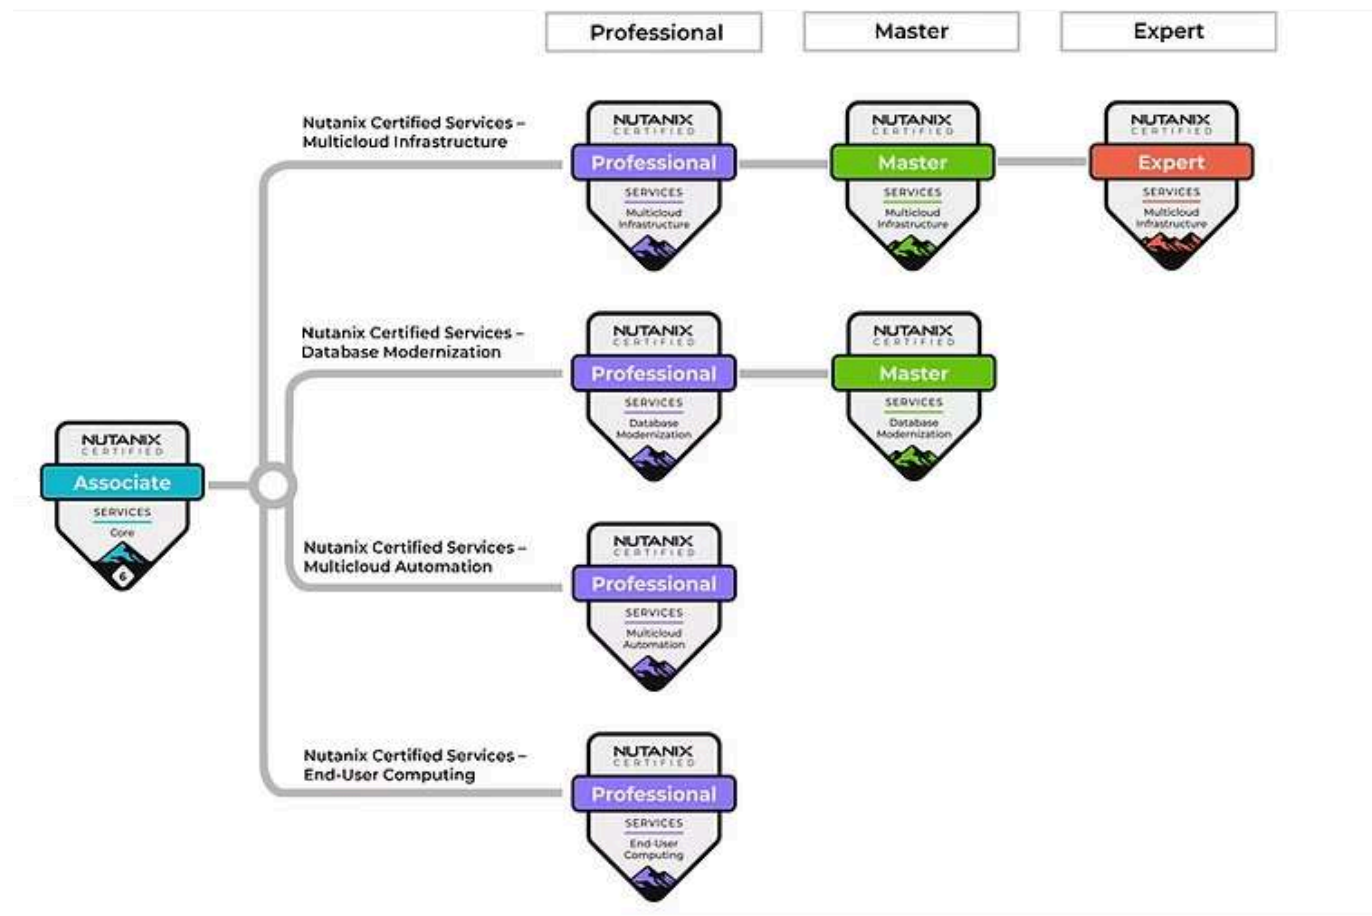 Professional
Master
Expert
Nutanix Certified Services –
Multicloud Infrastructure
NUTANIX
CERTIFIED
Professional
SERVICES
Multicloud
Infrastructure
NUTANIX
CERTIFIED
Master
SERVICES
Multicloud
Infrastructure
NUTANIX
CERTIFIED
Expert
SERVICES
Multicloud
Infrastructure
Nutanix Certified Services –
Database Modernization
NUTANIX
CERTIFIED
Professional
SERVICES
Database
Modernization
NUTANIX
CERTIFIED
Master
SERVICES
Database
Modernization
NUTANIX
CERTIFIED
Associate
SERVICES
Core
6
Nutanix Certified Services –
Multicloud Automation
NUTANIX
CERTIFIED
Professional
SERVICES
Multicloud
Automation
Nutanix Certified Services –
End-User Computing
NUTANIX
CERTIFIED
Professional
SERVICES
End-User
Computing